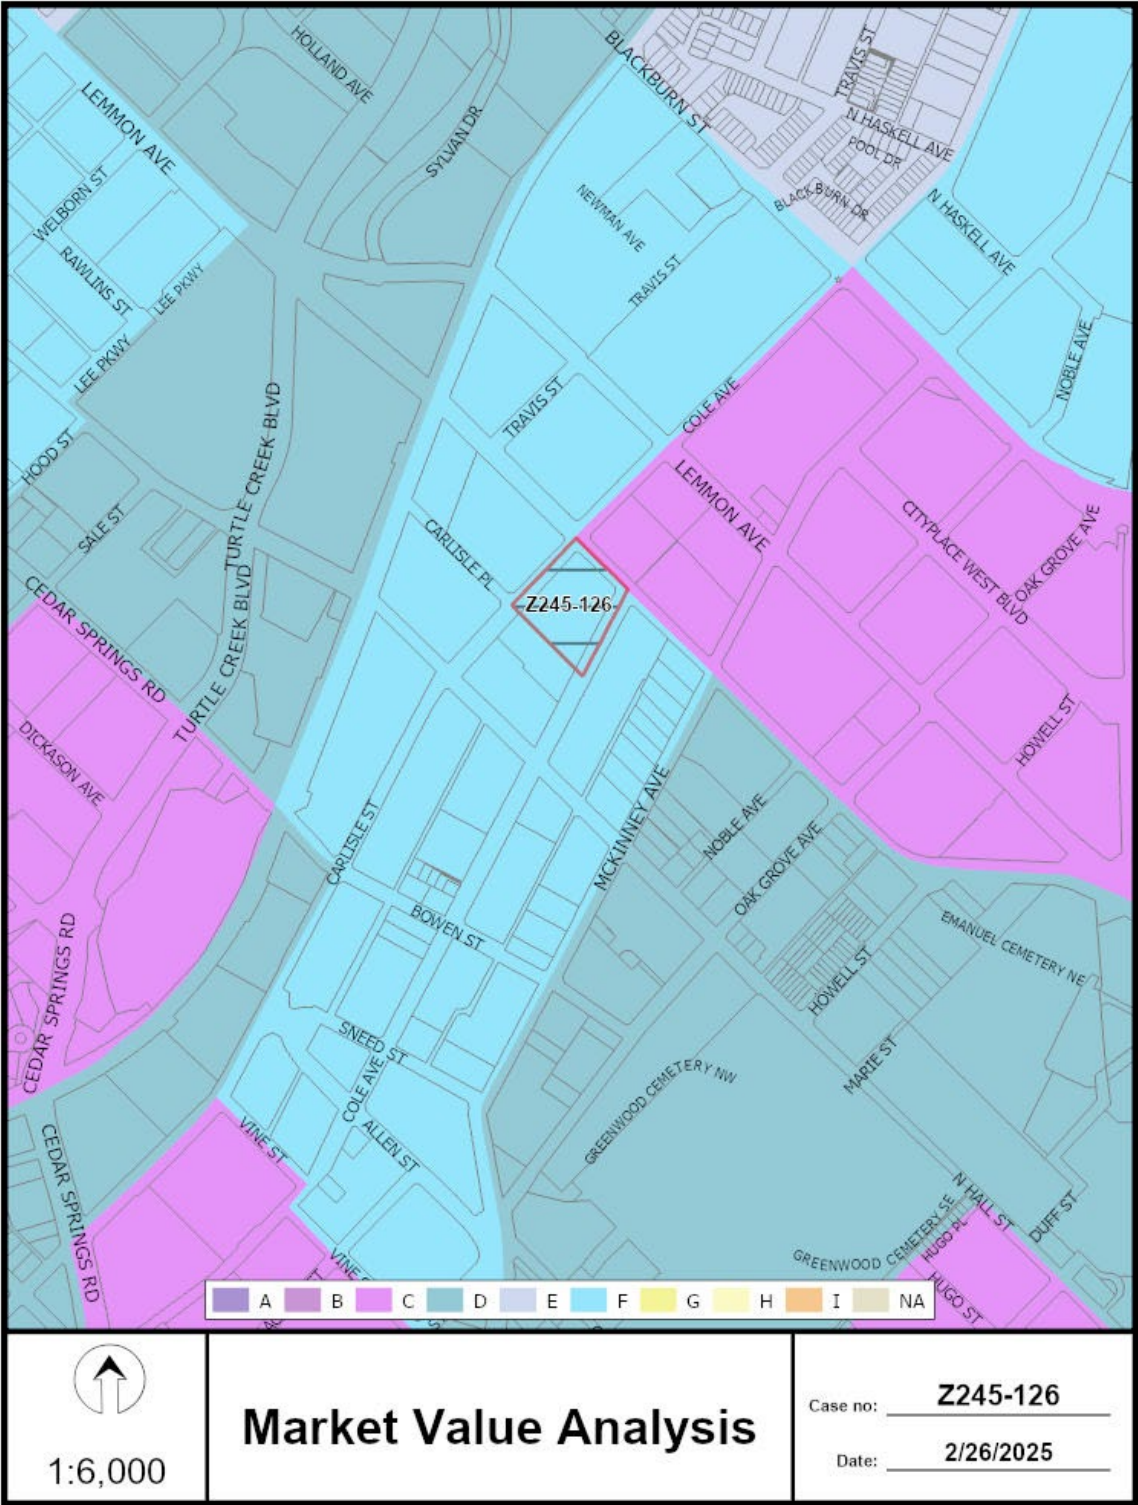 HOLLAND AVE
BLACKBURN ST
TRAVIS ST
LEMMON AVE
SYLVAN DR
N HASKELL AVE
POOL DR
WELBORN ST
BLACKBURN DR
NEWMAN AVE
N HASKELL AVE
RAWLINS ST
LEE PKWY
TRAVIS ST
LEE PKWY
NOBLE AVE
TRAVIS ST
COLE AVE
HOOD ST
TURTLE CREEK BLVD
LEMMON AVE
SALE ST
CARLISLE PL
CITYPLACE WEST BLVD
OAK GROVE AVE
CEDAR SPRINGS RD
TURTLE CREEK BLVD
Z245-126
DICKASON AVE
HOWELL ST
CARLISLE ST
MCKINNEY AVE
NOBLE AVE
OAK GROVE AVE
BOWEN ST
EMANUEL CEMETERY NE
CEDAR SPRINGS RD
HOWELL ST
SNEED ST
MARIE ST
COLE AVE
GREENWOOD CEMETERY NW
VINE ST
ALLEN ST
CEDAR SPRINGS RD
N HALL ST
DUFF ST
GREENWOOD CEMETERY SE
HUGO PL
VINE
HUGO ST
A B C D E F G H I NA
1:6,000
Market Value Analysis
Case no: Z245-126
Date: 2/26/2025